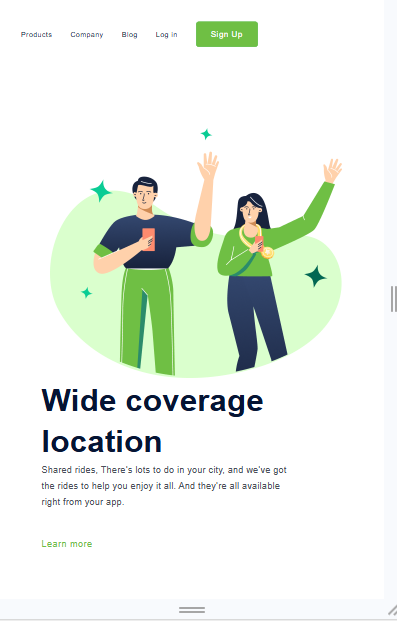 Products Company Blog Log in Sign Up
Wide coverage
location
Shared rides, There's lots to do in your city, and we've got
the rides to help you enjoy it all. And they're all available
right from your app.
Learn more